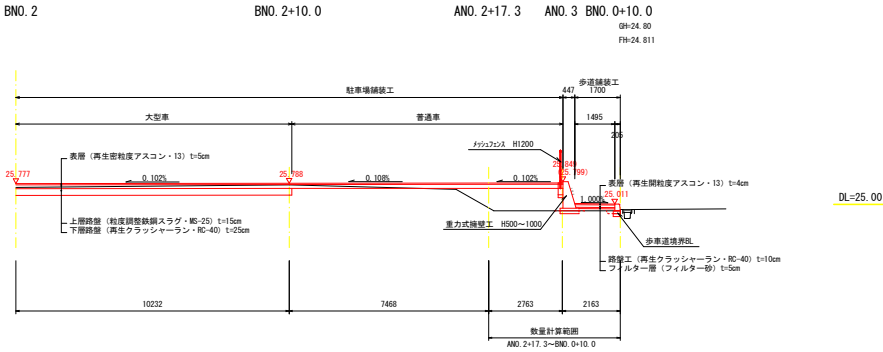 BNO.2
BNO.2+10.0
ANO.2+17.3
ANO.3
BNO.0+10.0
GH=24.80
FH=24.811
歩道舗装工
駐車場舗装工
447
1700
大型車
普通車
1495
205
メッシュフェンス H1200
25.849
(25.799)
25.777
表層（再生密粒度アスコン・13）t=5cm
0.102%
25.788
0.108%
0.102%
表層（再生開粒度アスコン・13）t=4cm
25.011
1.000%
DL=25.00
上層路盤（粒度調整鉄鋼スラグ・MS-25）t=15cm
下層路盤（再生クラッシャーラン・RC-40）t=25cm
重力式擁壁工 H500～1000
歩車道境界BL
路盤工（再生クラッシャーラン・RC-40）t=10cm
フィルター層（フィルター砂）t=5cm
10232
7468
2763
2163
数量計算範囲
ANO.2+17.3～BNO.0+10.0